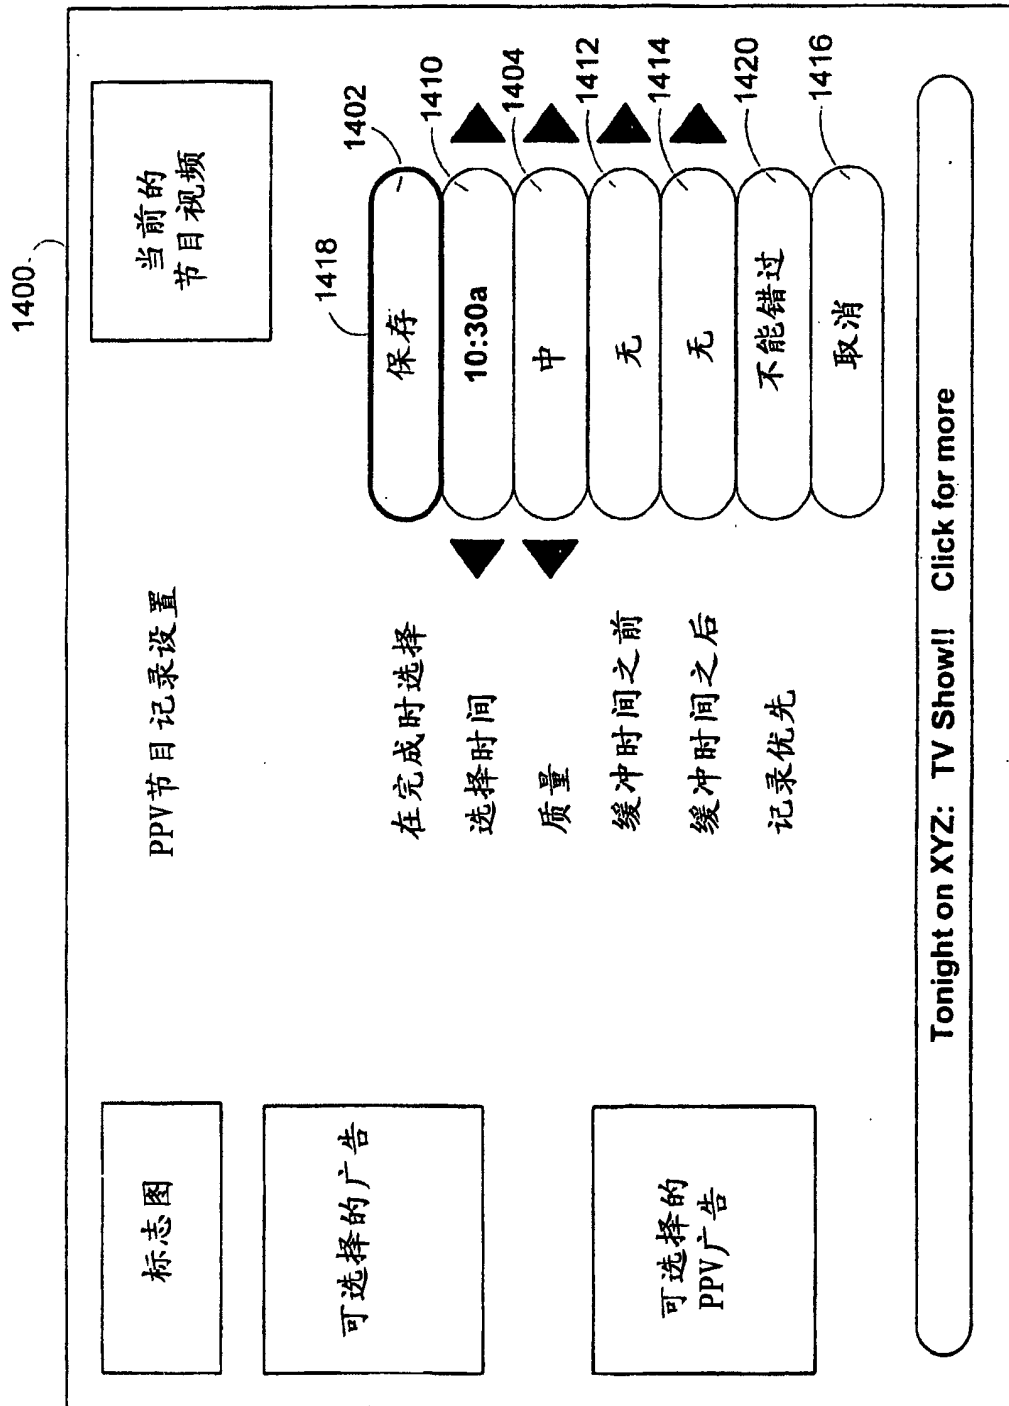 1400
标志图
PPV节目记录设置
当前的
节目视频
可选择的广告
可选择的
PPV广告
1418
1402
在完成时选择
保存
选择时间
10:30a
1410
质量
中
1404
缓冲时间之前
无
1412
缓冲时间之后
无
1414
记录优先
不能错过
1420
取消
1416
Tonight on XYZ: TV Show!! Click for more